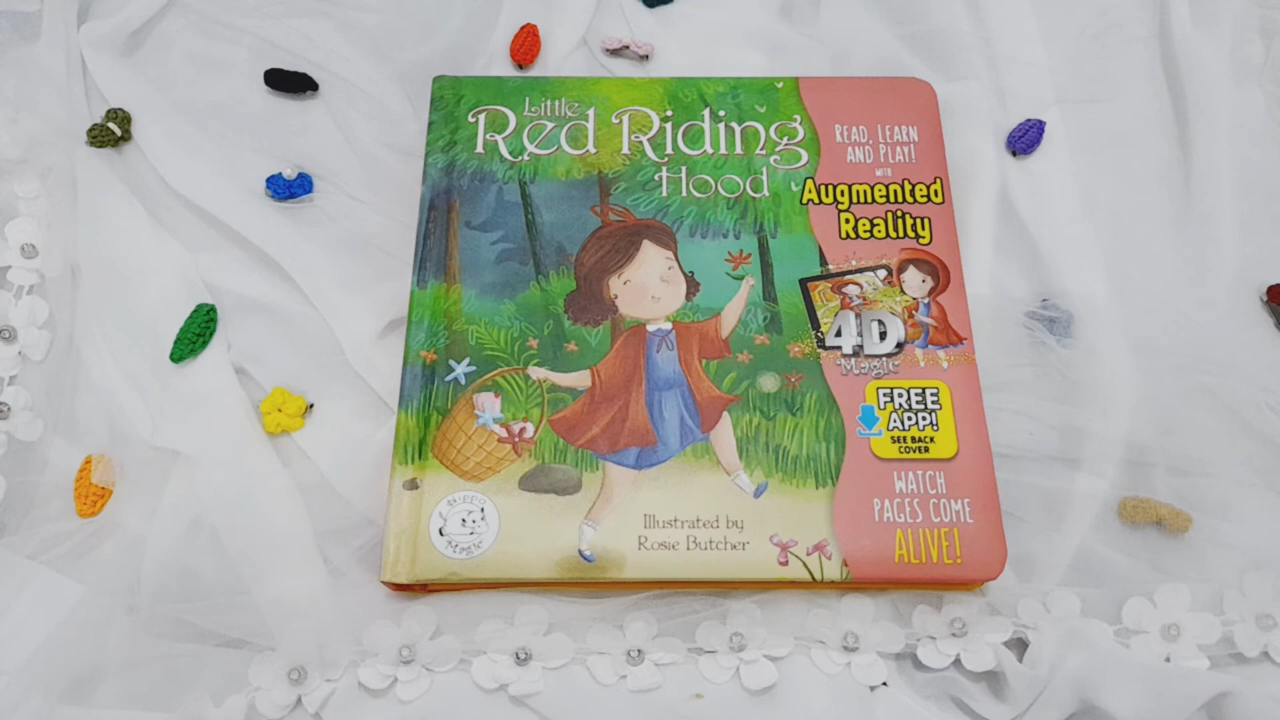 Little
Red Riding
Hood
READ, LEARN
AND PLAY!
WITH
Augmented
Reality
4D
Magic
FREE
APP!
SEE BACK
COVER
WATCH
PAGES COME
ALIVE!
Illustrated by
Rosie Butcher
Hippo
Magic